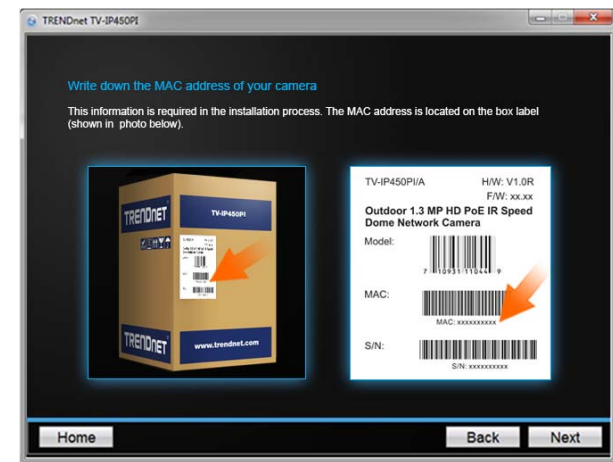 TRENDnet TV-IP450PI
Write down the MAC address of your camera
This information is required in the installation process. The MAC address is located on the box label
(shown in  photo below).
TRENDNET
TV-IP450PI
TRENDNET
www.trendnet.com
TV-IP450PI/A
H/W: V1.0R
F/W: xx.xx
Outdoor 1.3 MP HD PoE IR Speed
Dome Network Camera
Model:
7 10931 11044 9
MAC:
MAC: xxxxxxxxxx
S/N:
S/N: xxxxxxxxxx
Home
Back
Next